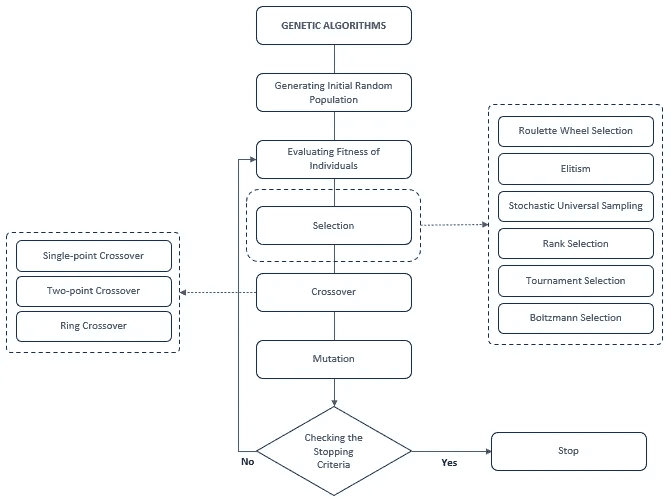 GENETIC ALGORITHMS
Generating Initial Random
Population
Evaluating Fitness of
Individuals
Selection
Crossover
Mutation
Checking the
Stopping
Criteria
No
Yes
Stop
Single-point Crossover
Two-point Crossover
Ring Crossover
Roulette Wheel Selection
Elitism
Stochastic Universal Sampling
Rank Selection
Tournament Selection
Boltzmann Selection